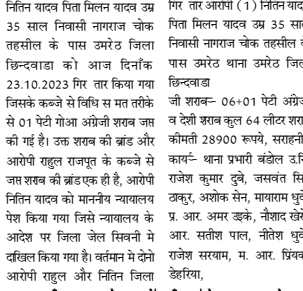 नितिन यादव पिता मिलन यादव उम्र
35 साल निवासी नागराज चोक
तहसील के पास उमरेठ जिला
छिन्दवाडा को आज दिनाँक
23.10.2023 गिर तार किया गया
जिसके कब्जे से विधि स मत तरीके
से 01 पेटी गोआ अंग्रेजी शराब जप्त
की गई है। उक्त शराब की ब्रांड और
आरोपी राहुल राजपूत के कब्जे से
जप्त शराब की ब्रांड एक ही है, आरोपी
नितिन यादव को माननीय न्यायालय
पेश किया गया जिसे न्यायालय के
आदेश पर जिला जेल सिवनी मे
दाखिल किया गया है। वर्तमान मे दोनो
आरोपी राहुल और नितिन जिला
गिर तार आरोपी (1) नितिन याद
पिता मिलन यादव उम्र 35 सा
निवासी नागराज चोक तहसील व
पास उमरेठ थाना उमरेठ जिल
छिन्दवाडा
जी शराब– 06+01 पेटी अंग्रे
व देशी शराब कुल 64 लीटर शरा
कीमती 28900 रूपये, सराहनी
काय– थाना प्रभारी बंडोल उ.नि
राजेश कुमार दुबे, जसवंत सि
ठाकुर, अशोक सेन, मायाराम धुर्वे
प्र. आर. अमर उइके, नौशाद खे
आर. सतीश पाल, नीतेश धुर्वे
राजेश सरयाम, म. आर. प्रियंक
डेहरिया,